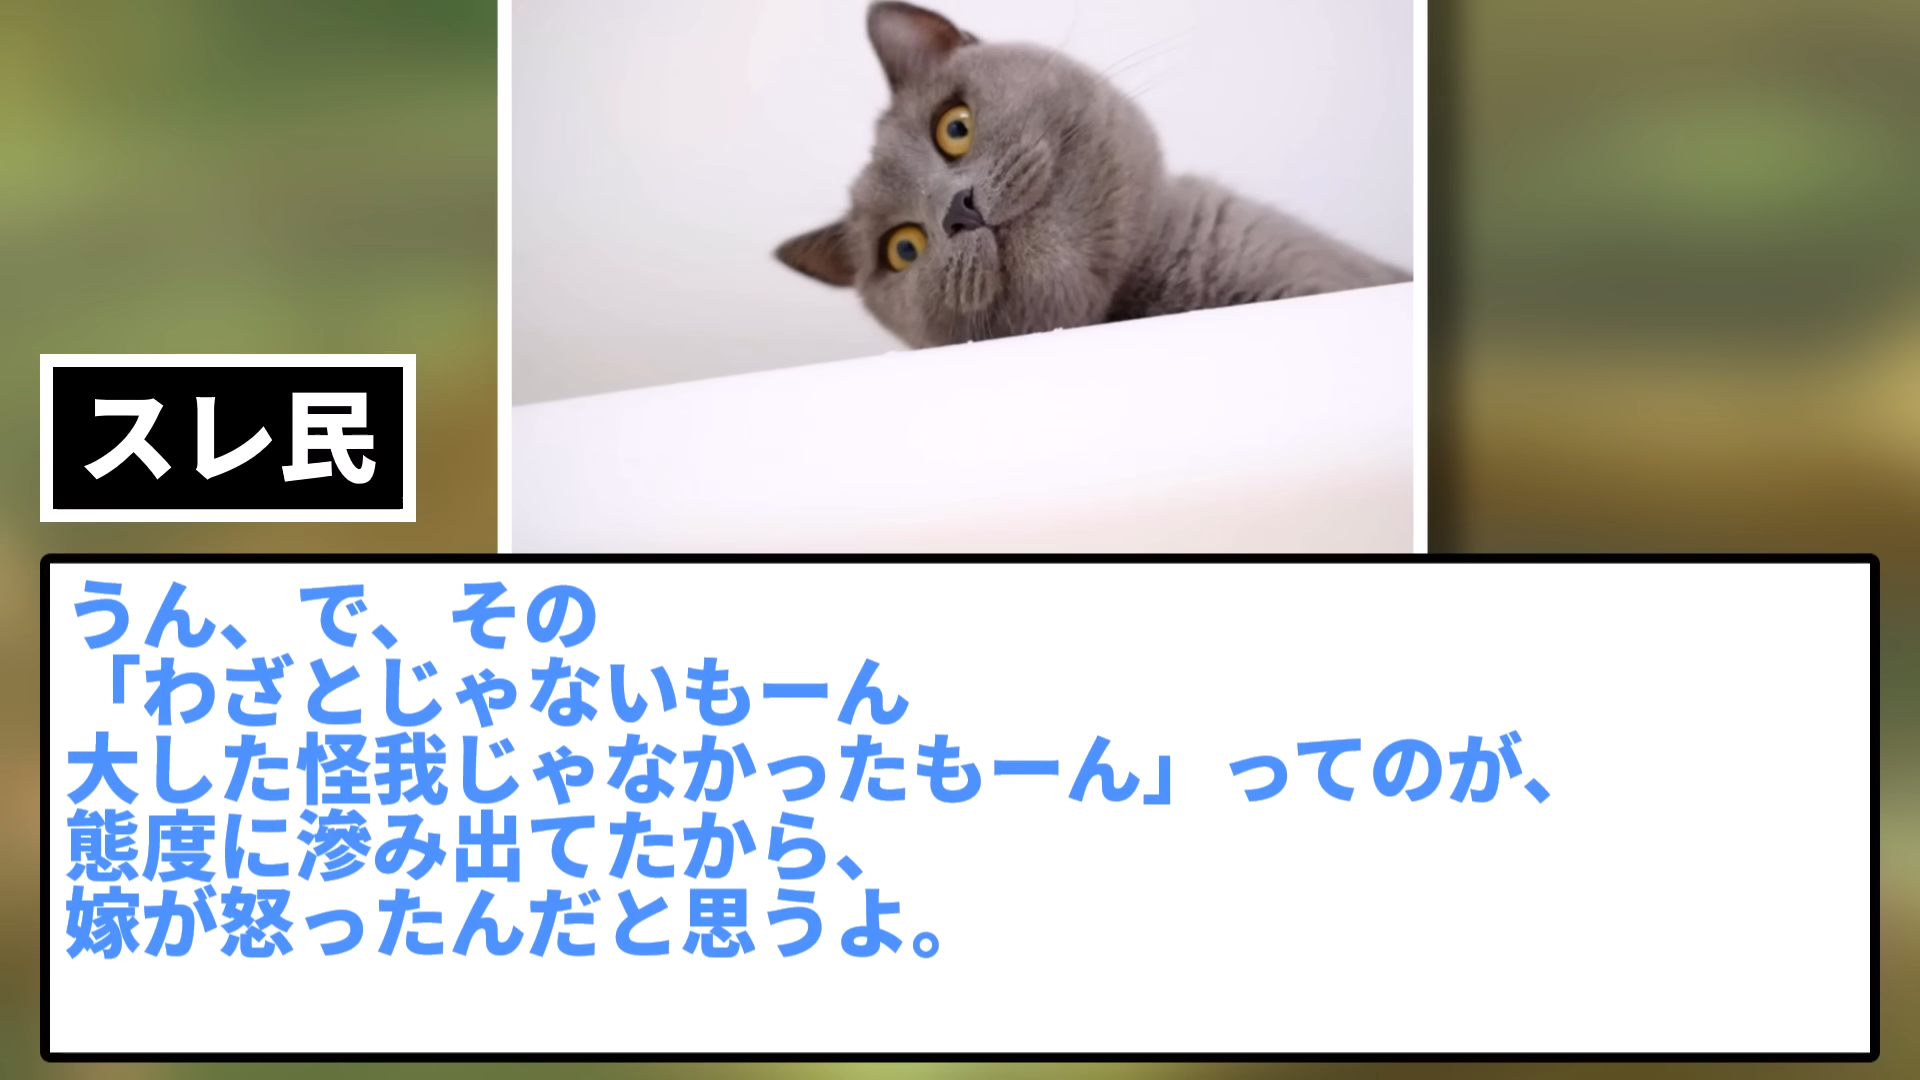 スレ民
うん、で、その
「わざとじゃないもーん
大した怪我じゃなかったもーん」ってのが、
態度に滲み出てたから、
嫁が怒ったんだと思うよ。